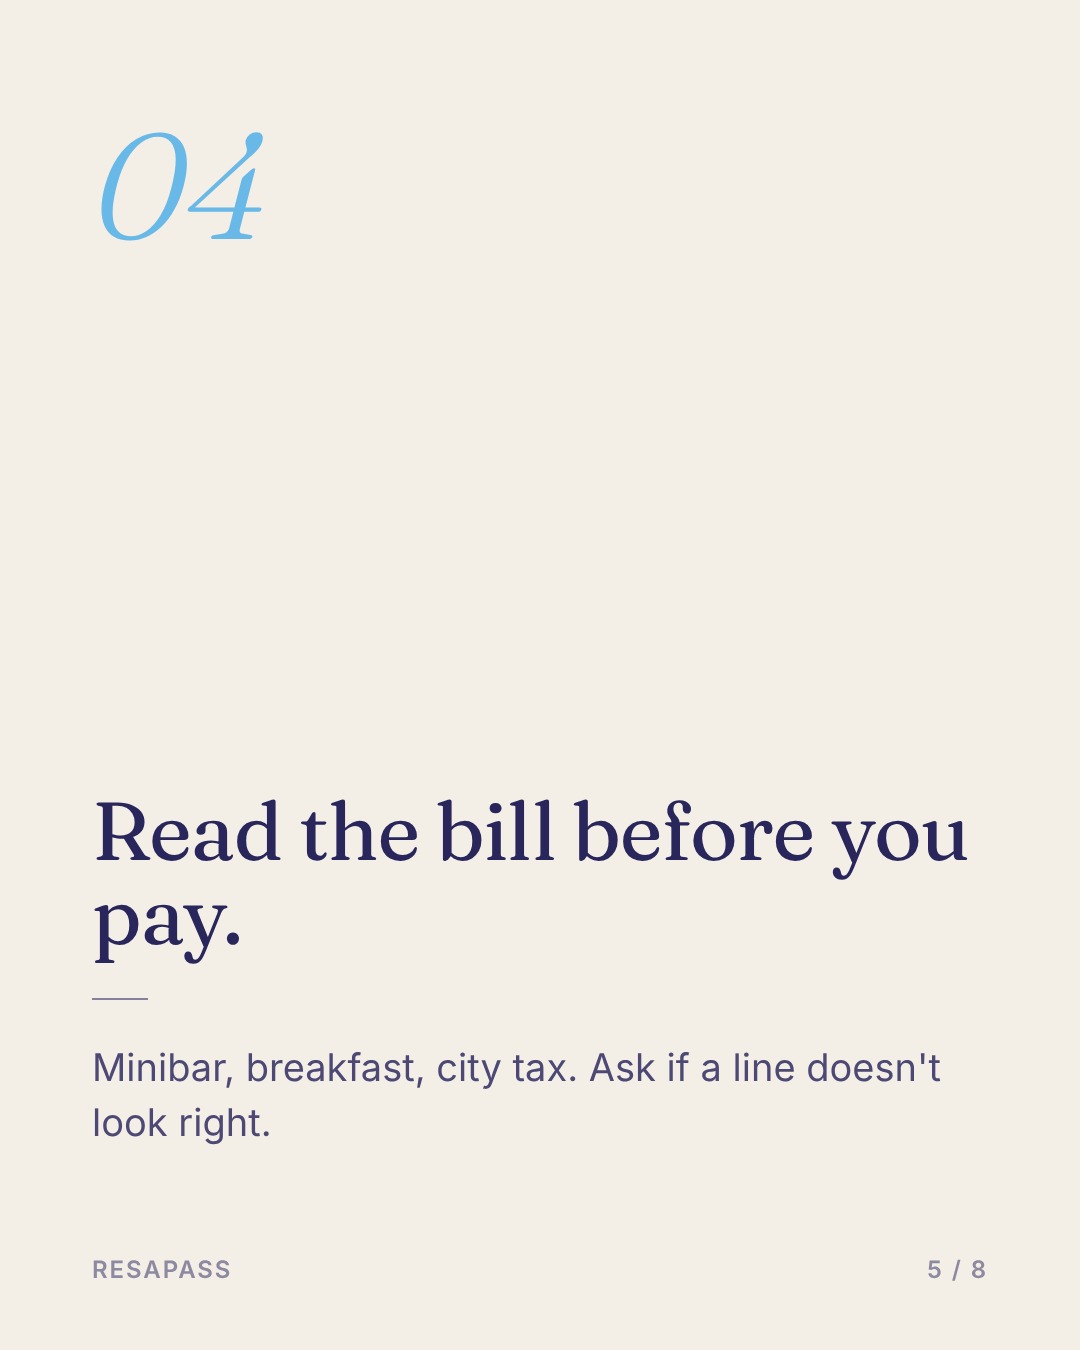 04
Read the bill before you
pay.
Minibar, breakfast, city tax. Ask if a line doesn't
look right.
RESAPASS
5 / 8